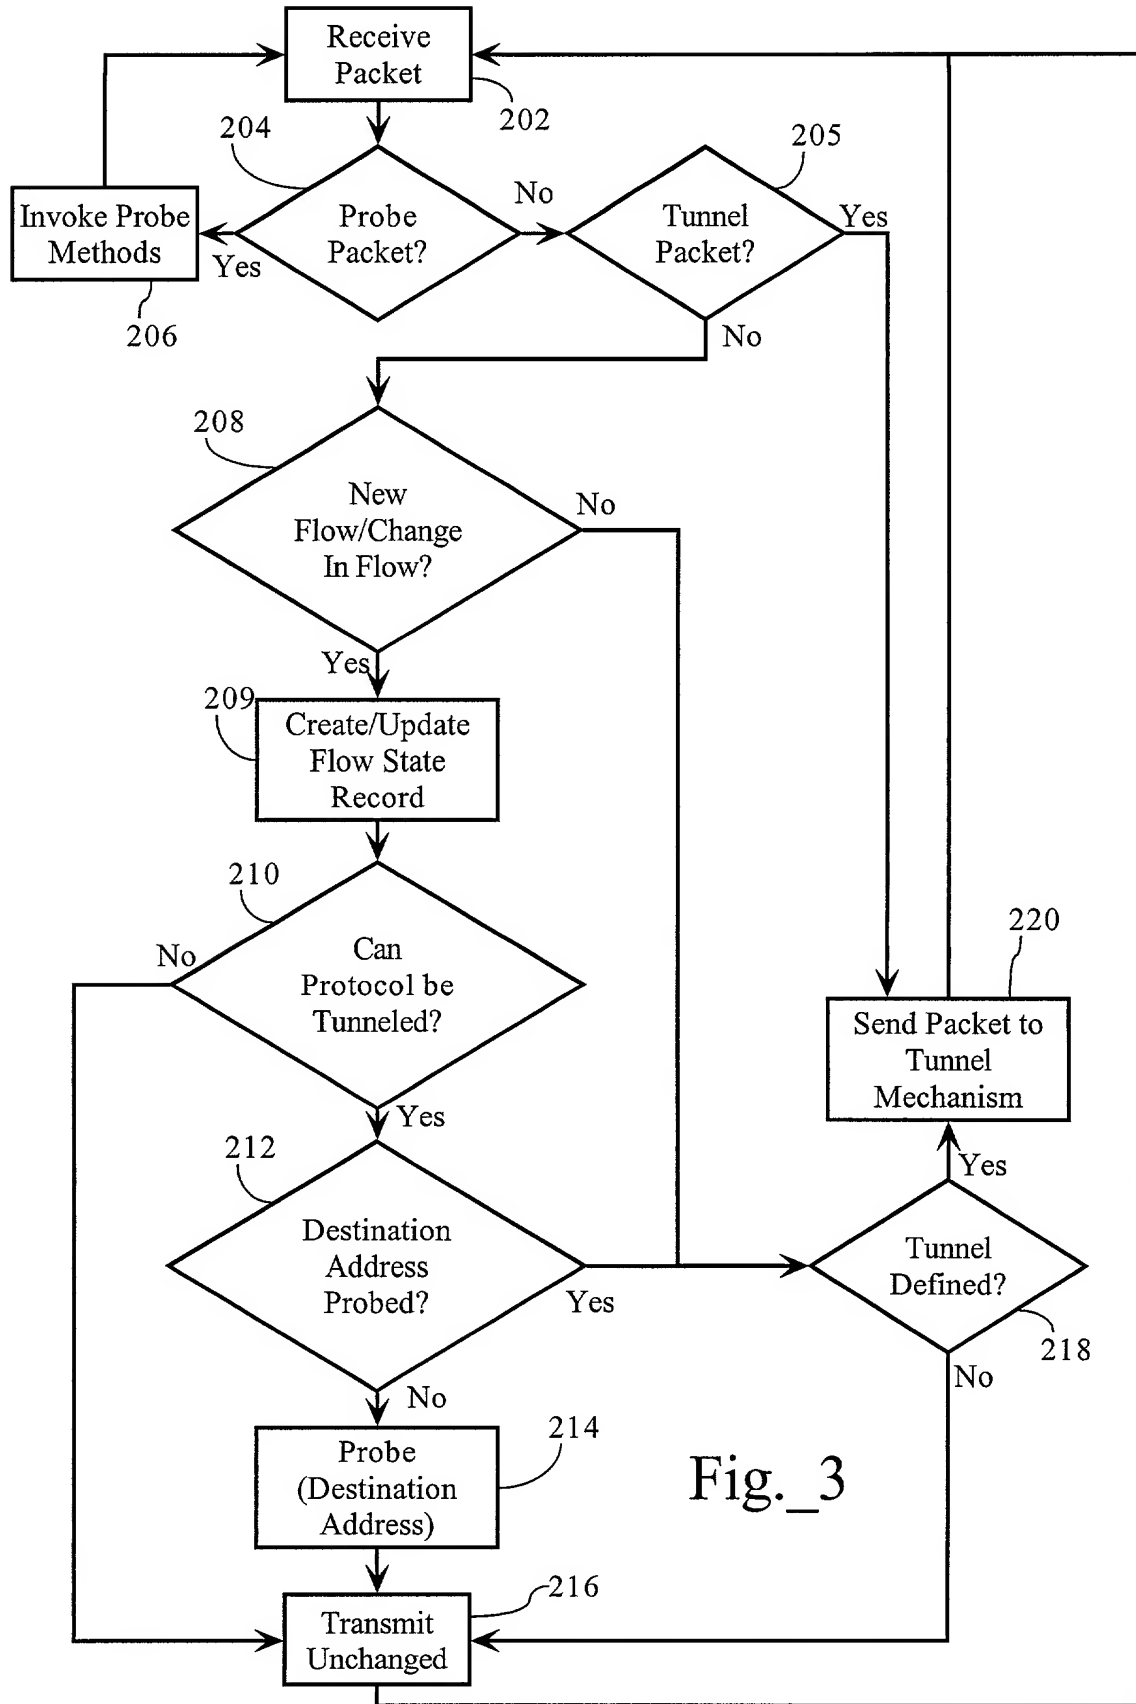 Receive
Packet
202
204
205
Probe
Packet?
No
Tunnel
Packet?
Yes
Invoke Probe
Methods
Yes
206
No
208
New
Flow/Change
In Flow?
No
Yes
209
Create/Update
Flow State
Record
210
Can
Protocol be
Tunneled?
No
Yes
220
Send Packet to
Tunnel
Mechanism
Yes
212
Destination
Address
Probed?
Yes
Tunnel
Defined?
218
No
No
214
Probe
(Destination
Address)
Fig._3
216
Transmit
Unchanged